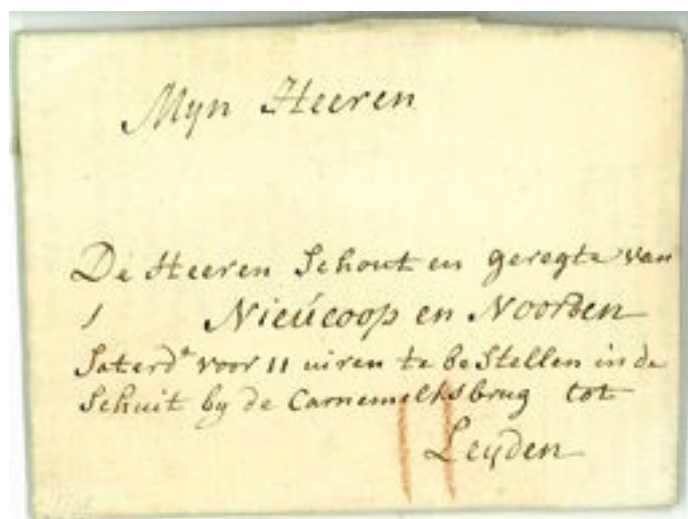 Myn Heeren
De Heeren Schout en geregte van
Nieúcoop en Noorden
Saterd^e voor 11 uiren te bestellen in de
Schuit by de Carnemelksbrug tot
Leyden